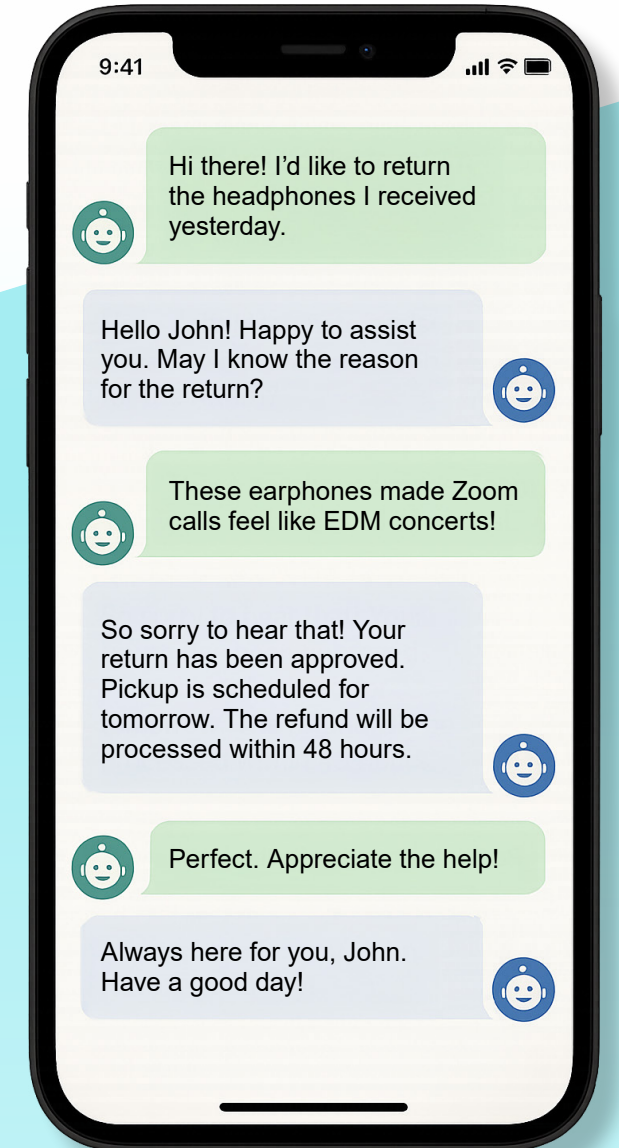 9:41
Hi there! I’d like to return
the headphones I received
yesterday.
Hello John! Happy to assist
you. May I know the reason
for the return?
These earphones made Zoom
calls feel like EDM concerts!
So sorry to hear that! Your
return has been approved.
Pickup is scheduled for
tomorrow. The refund will be
processed within 48 hours.
Perfect. Appreciate the help!
Always here for you, John.
Have a good day!